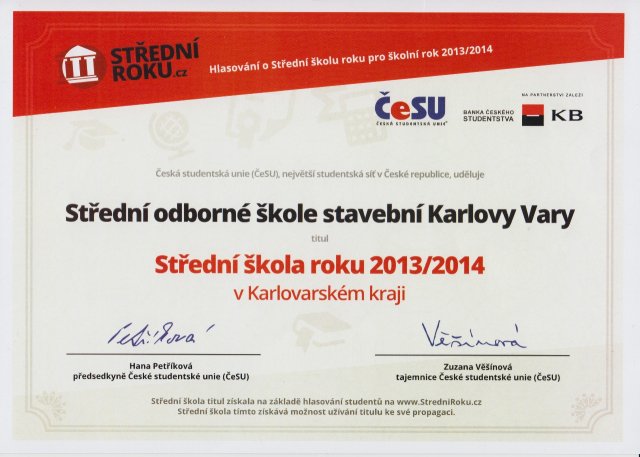 STŘEDNÍ
ROKU.cz
Hlasování o Střední školu roku pro školní rok 2013/2014
ČeSU
ČESKÁ STUDENTSKÁ UNIE
BANKA ČESKÉHO
STUDENTSTVA
NA PARTNERSTVÍ ZÁLEŽÍ
KB
Česká studentská unie (ČeSU), největší studentská síť v České republice, uděluje
Střední odborné škole stavební Karlovy Vary
titul
Střední škola roku 2013/2014
v Karlovarském kraji
Petříková
Věšínová
Hana Petříková
předsedkyně České studentské unie (ČeSU)
Zuzana Věšínová
tajemnice České studentské unie (ČeSU)
Střední škola titul získala na základě hlasování studentů na www.StredniRoku.cz
Střední škola tímto získává možnost užívání titulu ke své propagaci.